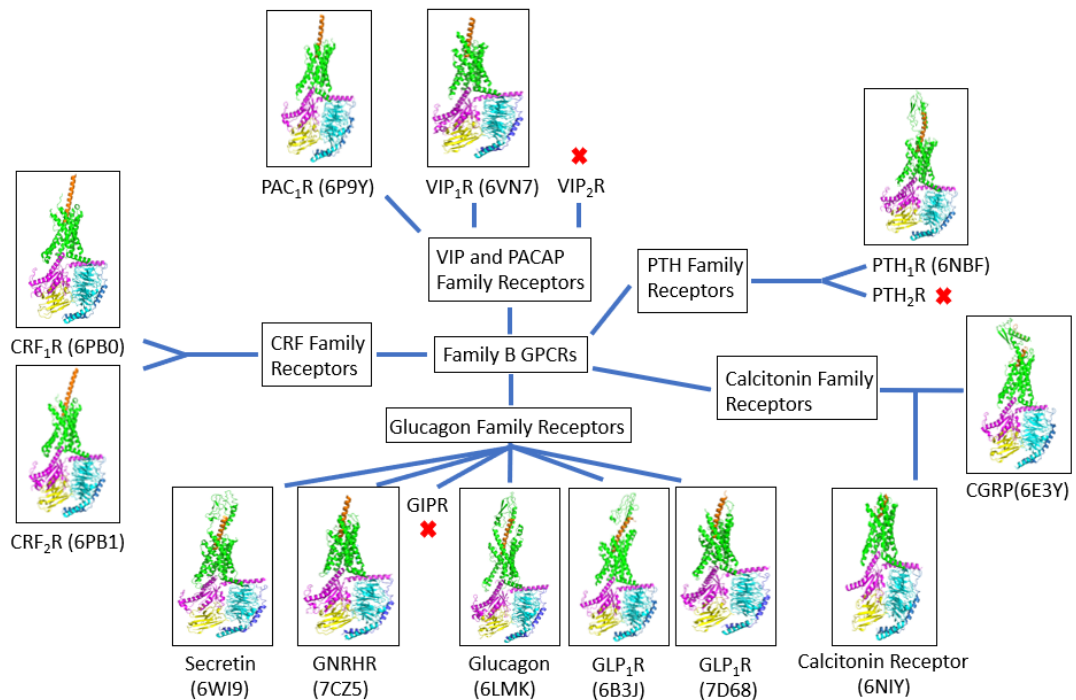 PAC₁R (6P9Y)
VIP₁R (6VN7)
VIP₂R
VIP and PACAP
Family Receptors
PTH Family
Receptors
PTH₁R (6NBF)
PTH₂R
CRF₁R (6PB0)
CRF Family
Receptors
Family B GPCRs
Calcitonin Family
Receptors
Glucagon Family Receptors
CGRP(6E3Y)
GIPR
CRF₂R (6PB1)
Secretin
(6WI9)
GNRHR
(7CZ5)
Glucagon
(6LMK)
GLP₁R
(6B3J)
GLP₁R
(7D68)
Calcitonin Receptor
(6NIY)